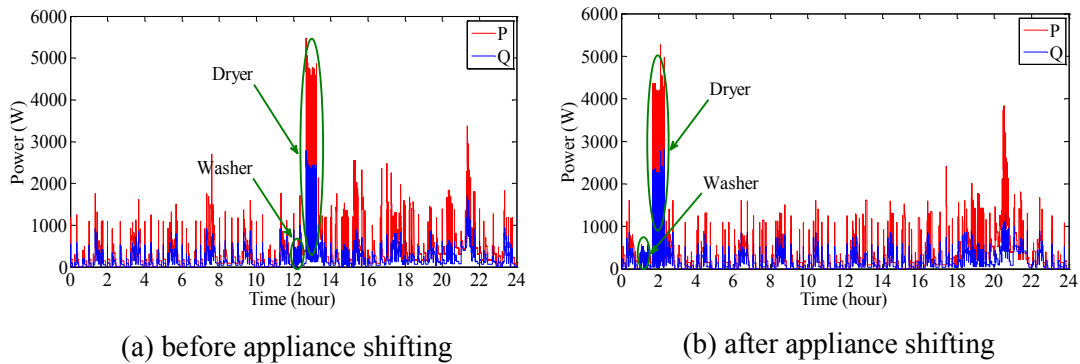 6000
5000
4000
3000
2000
1000
0
Power (W)
P
Q
Dryer
Washer
0 2 4 6 8 10 12 14 16 18 20 22 24
Time (hour)
(a) before appliance shifting
6000
5000
4000
3000
2000
1000
0
Power (W)
P
Q
Dryer
Washer
0 2 4 6 8 10 12 14 16 18 20 22 24
Time (hour)
(b) after appliance shifting